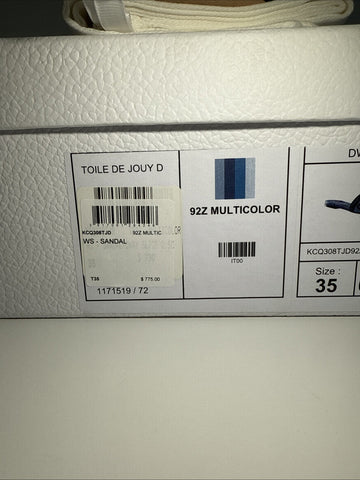 TOILE DE JOUY D
KCQ308TJD 92Z MULTIC
WS - SANDAL
T35 $ 775.00
1171519 / 72
92Z MULTICOLOR
IT00
DW
KCQ308TJD92
Size :
35